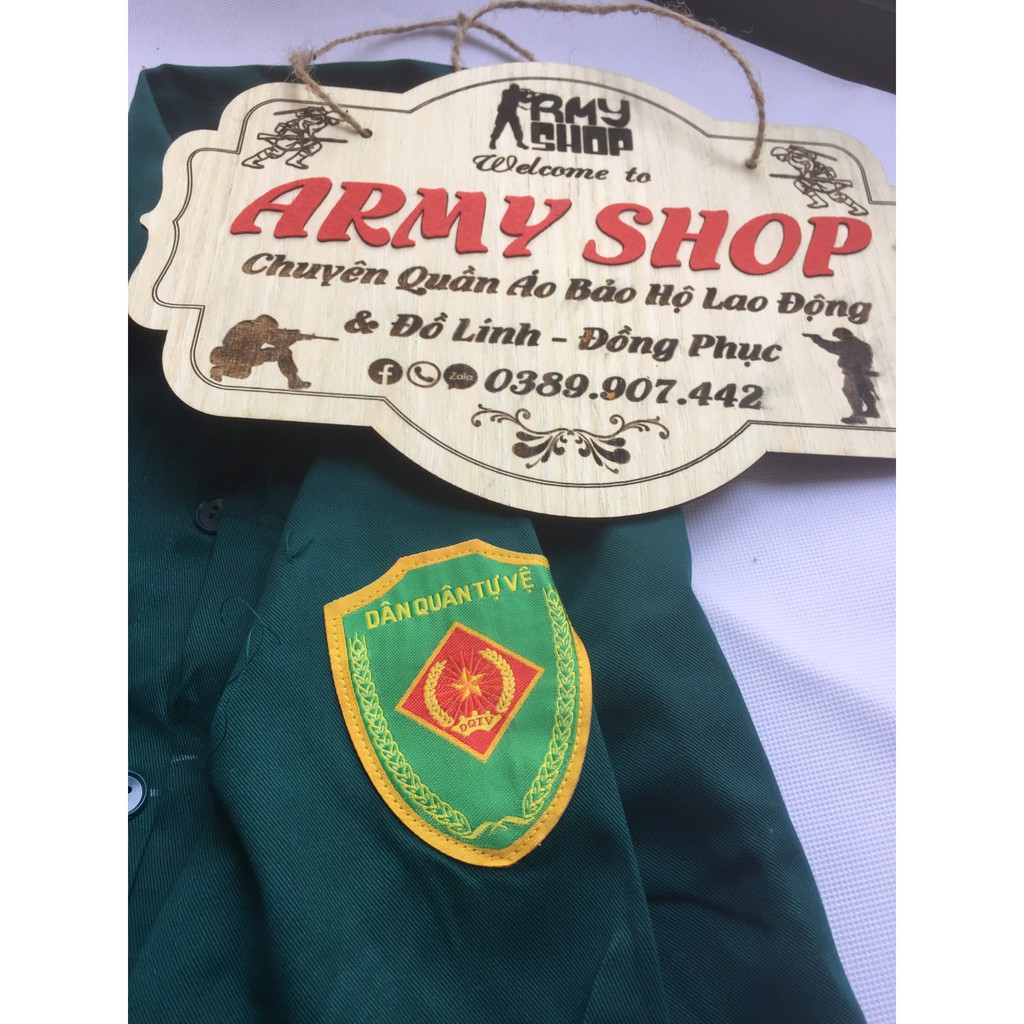 ARMY
SHOP
Welcome to
ARMY SHOP
Chuyên Quần Áo Bảo Hộ Lao Động
& Đồ Lính - Đồng Phục
Zalo 0389.907.442
DÂN QUÂN TỰ VỆ
DQTV